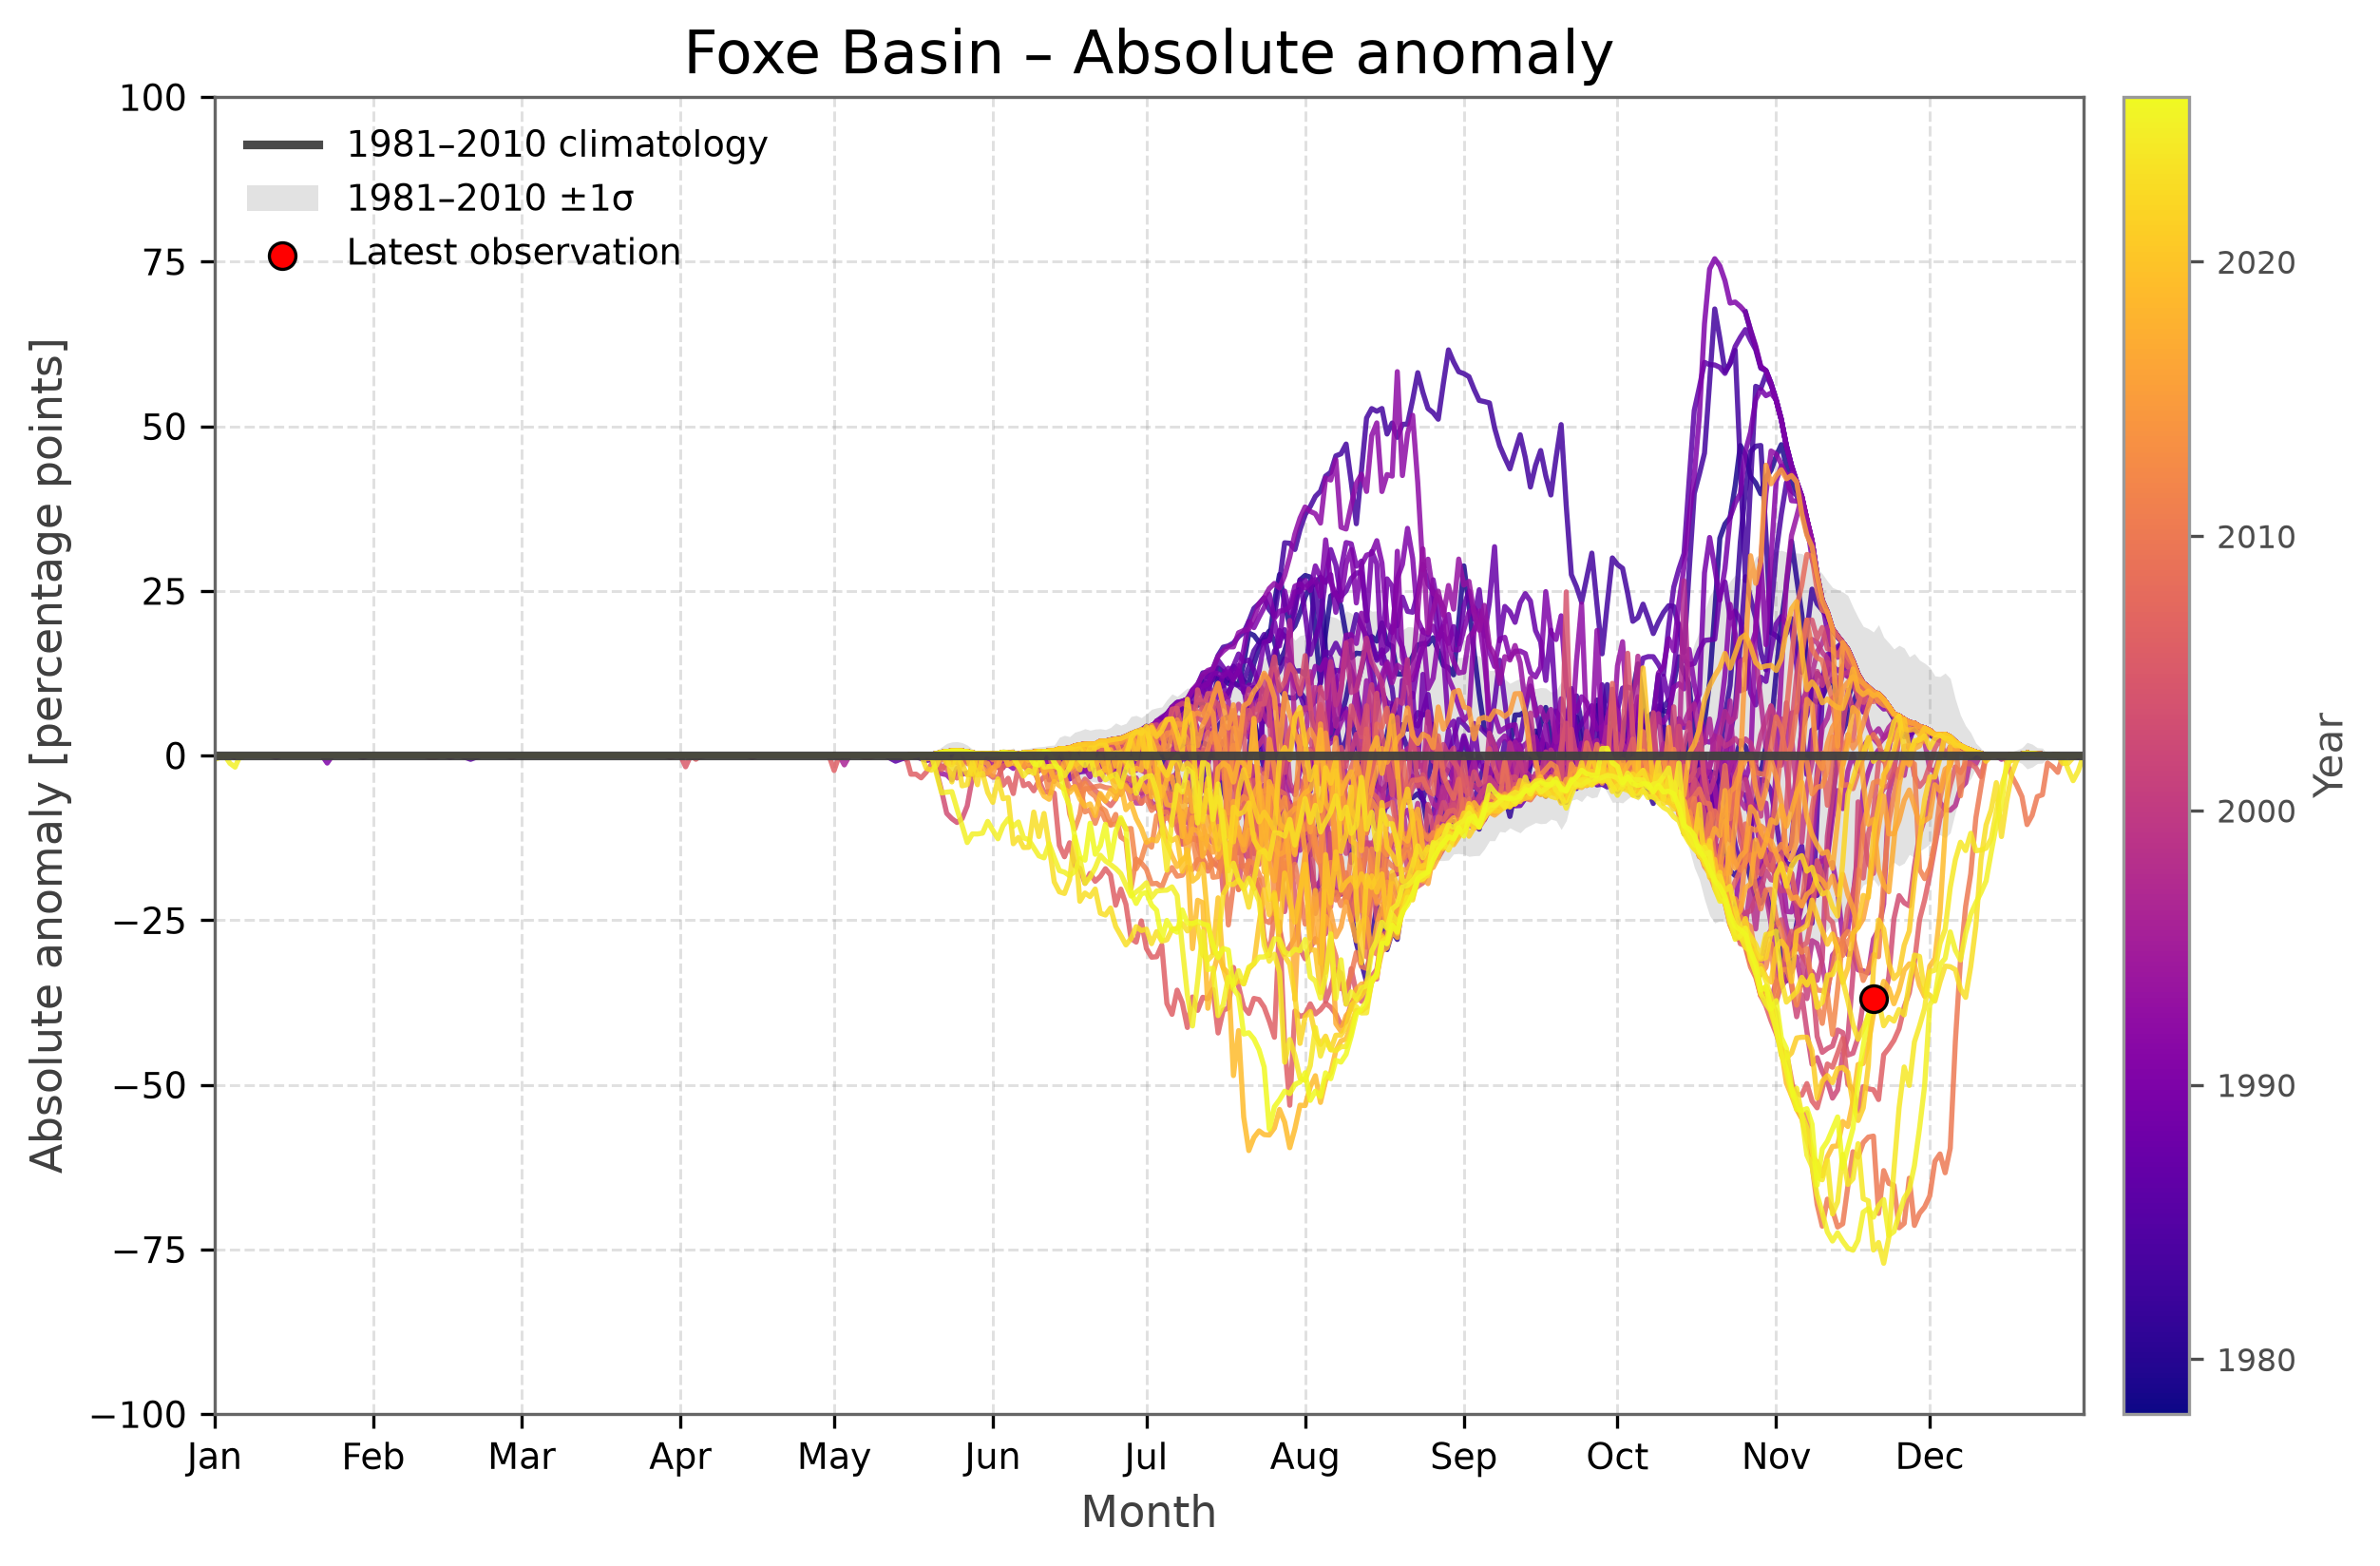 Foxe Basin – Absolute anomaly
1981–2010 climatology
1981–2010 ±1σ
Latest observation
Absolute anomaly [percentage points]
100
75
50
25
0
−25
−50
−75
−100
Jan Feb Mar Apr May Jun Jul Aug Sep Oct Nov Dec
Month
2020
2010
2000
1990
1980
Year